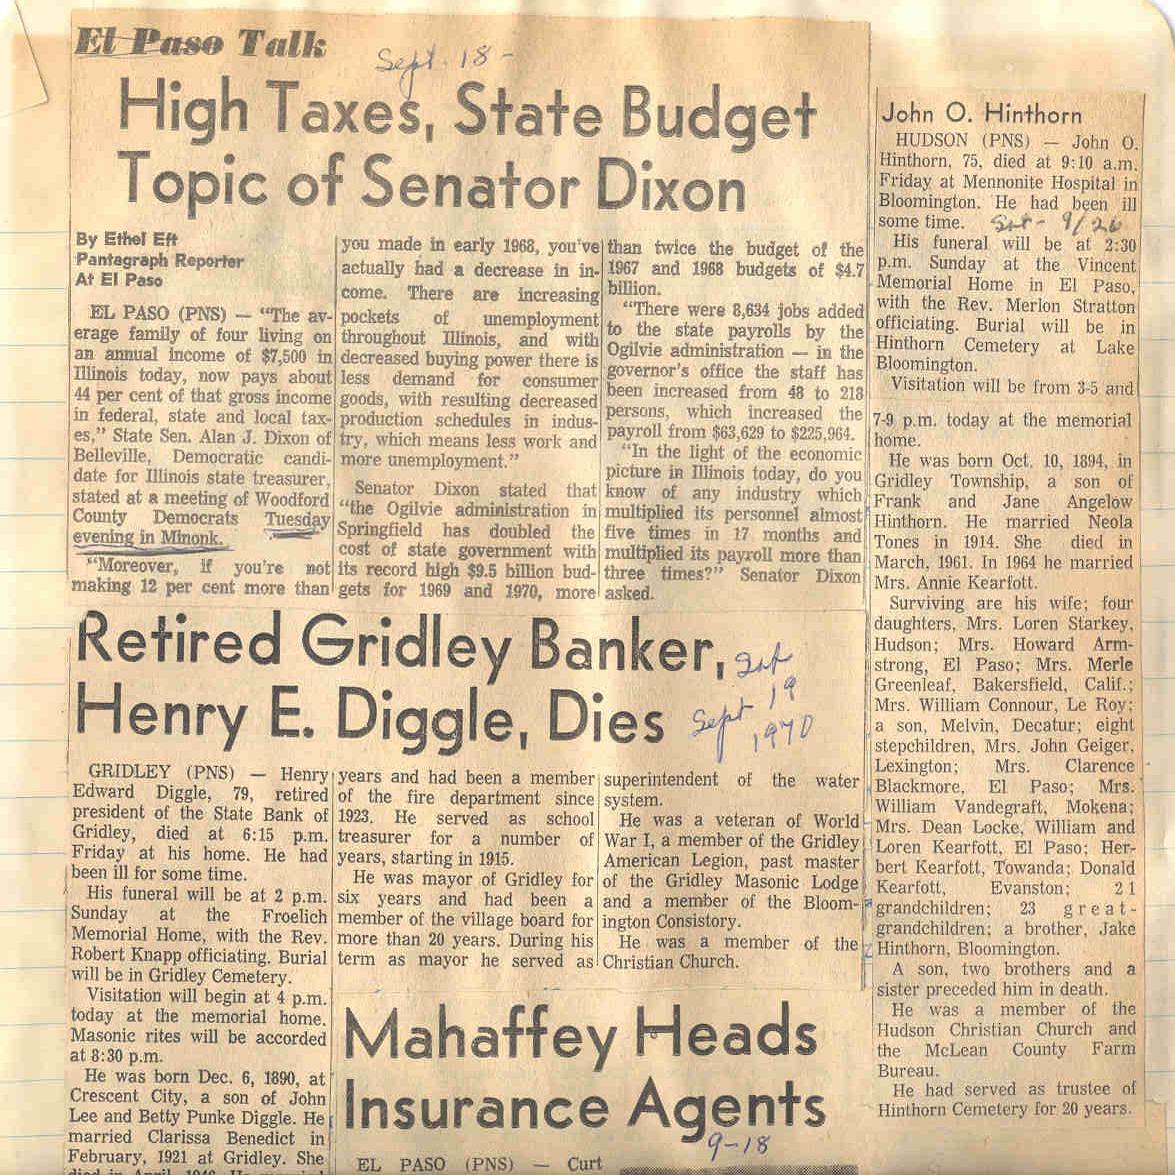 El Paso Talk
Sept. 18 -
High Taxes, State Budget
Topic of Senator Dixon
By Ethel Eft
Pantagraph Reporter
At El Paso
EL PASO (PNS) — “The av-
erage family of four living on
an annual income of $7,500 in
Illinois today, now pays about
44 per cent of that gross income
in federal, state and local tax-
es,” State Sen. Alan J. Dixon of
Belleville, Democratic candi-
date for Illinois state treasurer,
stated at a meeting of Woodford
County Democrats Tuesday
evening in Minonk.
“Moreover, if you’re not
making 12 per cent more than
you made in early 1968, you’ve
actually had a decrease in in-
come. There are increasing
pockets of unemployment
throughout Illinois, and with
decreased buying power there is
less demand for consumer
goods, with resulting decreased
production schedules in indus-
try, which means less work and
more unemployment.”
Senator Dixon stated that
“the Ogilvie administration in
Springfield has doubled the
cost of state government with
its record high $9.5 billion bud-
gets for 1969 and 1970, more
than twice the budget of the
1967 and 1968 budgets of $4.7
billion.
“There were 8,634 jobs added
to the state payrolls by the
Ogilvie administration — in the
governor’s office the staff has
been increased from 48 to 218
persons, which increased the
payroll from $63,629 to $225,964.
“In the light of the economic
picture in Illinois today, do you
know of any industry which
multiplied its personnel almost
five times in 17 months and
multiplied its payroll more than
three times?” Senator Dixon
asked.
Retired Gridley Banker,
Henry E. Diggle, Dies
Sat
Sept 19
1970
GRIDLEY (PNS) — Henry
Edward Diggle, 79, retired
president of the State Bank of
Gridley, died at 6:15 p.m.
Friday at his home. He had
been ill for some time.
His funeral will be at 2 p.m.
Sunday at the Froelich
Memorial Home, with the Rev.
Robert Knapp officiating. Burial
will be in Gridley Cemetery.
Visitation will begin at 4 p.m.
today at the memorial home.
Masonic rites will be accorded
at 8:30 p.m.
He was born Dec. 6, 1890, at
Crescent City, a son of John
Lee and Betty Punke Diggle. He
married Clarissa Benedict in
February, 1921 at Gridley. She
died in April,
years and had been a member
of the fire department since
1923. He served as school
treasurer for a number of
years, starting in 1915.
He was mayor of Gridley for
six years and had been a
member of the village board for
more than 20 years. During his
term as mayor he served as
superintendent of the water
system.
He was a veteran of World
War I, a member of the Gridley
American Legion, past master
of the Gridley Masonic Lodge
and a member of the Bloom-
ington Consistory.
He was a member of the
Christian Church.
Mahaffey Heads
Insurance Agents
9-18
EL PASO (PNS) — Curt
John O. Hinthorn
HUDSON (PNS) — John O.
Hinthorn, 75, died at 9:10 a.m.
Friday at Mennonite Hospital in
Bloomington. He had been ill
some time. Sat - 9/26
His funeral will be at 2:30
p.m. Sunday at the Vincent
Memorial Home in El Paso,
with the Rev. Merlon Stratton
officiating. Burial will be in
Hinthorn Cemetery at Lake
Bloomington.
Visitation will be from 3-5 and
7-9 p.m. today at the memorial
home.
He was born Oct. 10, 1894, in
Gridley Township, a son of
Frank and Jane Angelow
Hinthorn. He married Neola
Tones in 1914. She died in
March, 1961. In 1964 he married
Mrs. Annie Kearfott.
Surviving are his wife; four
daughters, Mrs. Loren Starkey,
Hudson; Mrs. Howard Arm-
strong, El Paso; Mrs. Merle
Greenleaf, Bakersfield, Calif.;
Mrs. William Connour, Le Roy;
a son, Melvin, Decatur; eight
stepchildren, Mrs. John Geiger,
Lexington; Mrs. Clarence
Blackmore, El Paso; Mrs.
William Vandegraft, Mokena;
Mrs. Dean Locke, William and
Loren Kearfott, El Paso; Her-
bert Kearfott, Towanda; Donald
Kearfott, Evanston; 21
grandchildren; 23 great-
grandchildren; a brother, Jake
Hinthorn, Bloomington.
A son, two brothers and a
sister preceded him in death.
He was a member of the
Hudson Christian Church and
the McLean County Farm
Bureau.
He had served as trustee of
Hinthorn Cemetery for 20 years.